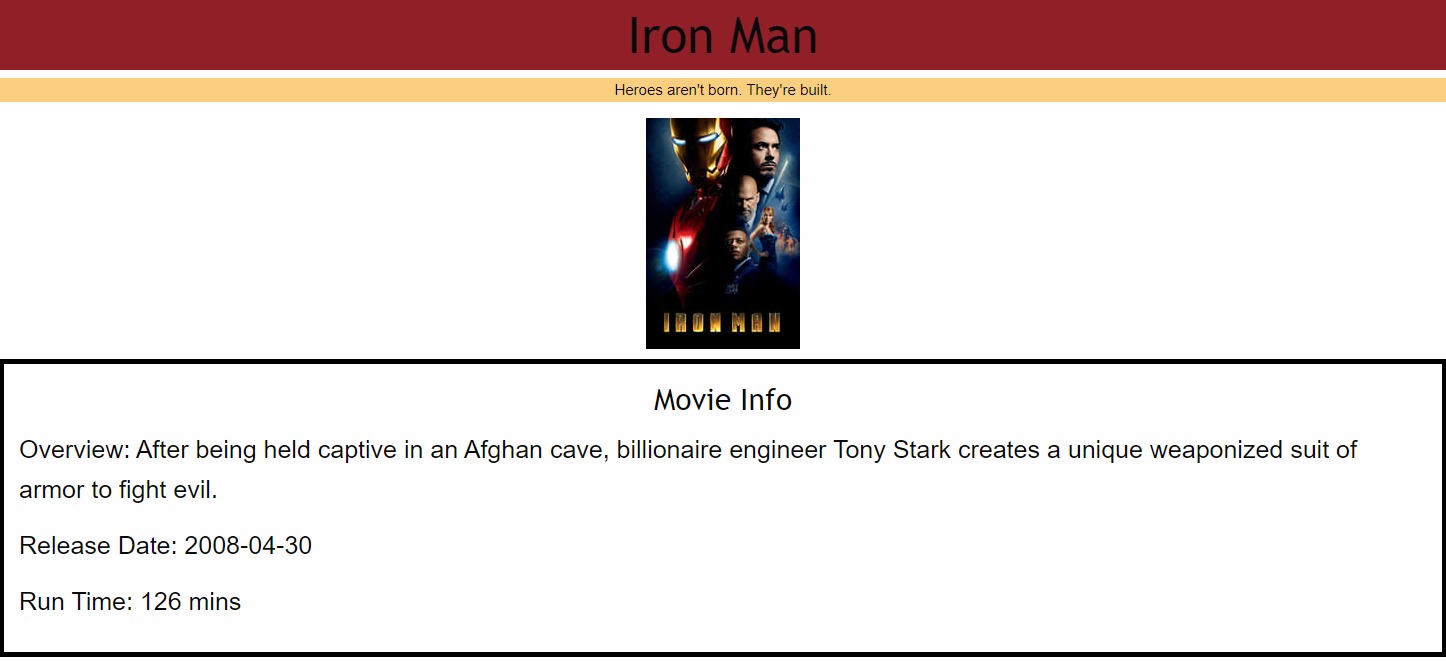 Iron Man
Heroes aren't born. They're built.
IRON MAN
Movie Info
Overview: After being held captive in an Afghan cave, billionaire engineer Tony Stark creates a unique weaponized suit of
armor to fight evil.
Release Date: 2008-04-30
Run Time: 126 mins